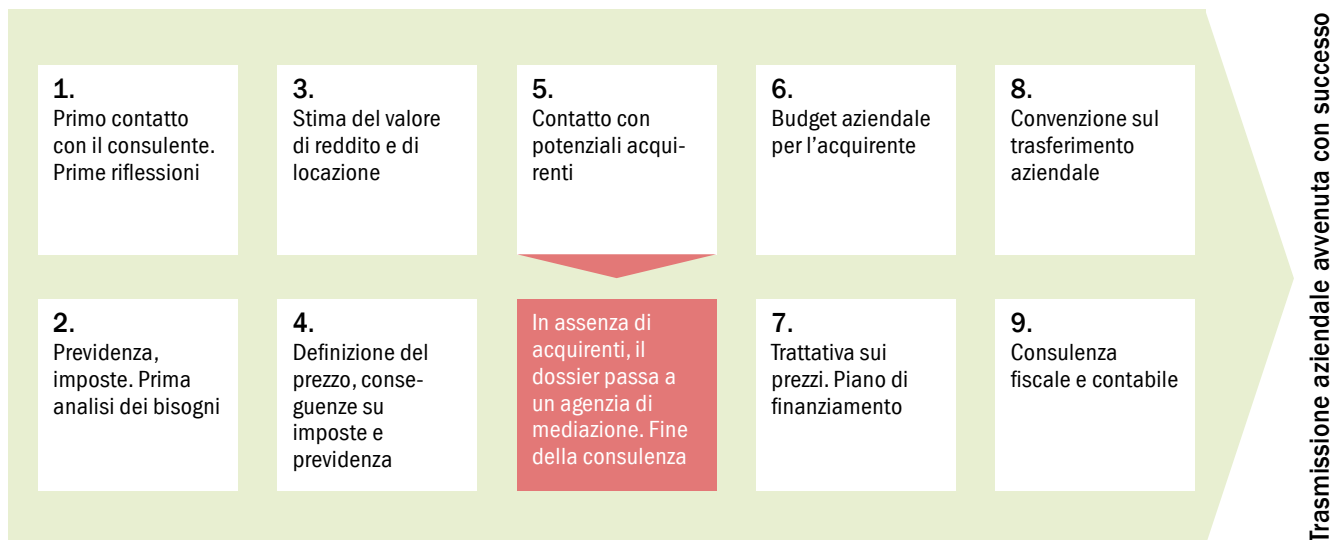 1.
Primo contatto
con il consulente.
Prime riflessioni
2.
Previdenza,
imposte. Prima
analisi dei bisogni
3.
Stima del valore
di reddito e di
locazione
4.
Definizione del
prezzo, conse-
guenze su
imposte e
previdenza
5.
Contatto con
potenziali acqui-
renti
In assenza di
acquirenti, il
dossier passa a
un agenzia di
mediazione. Fine
della consulenza
6.
Budget aziendale
per l’acquirente
7.
Trattativa sui
prezzi. Piano di
finanziamento
8.
Convenzione sul
trasferimento
aziendale
9.
Consulenza
fiscale e contabile
Trasmissione aziendale avvenuta con successo